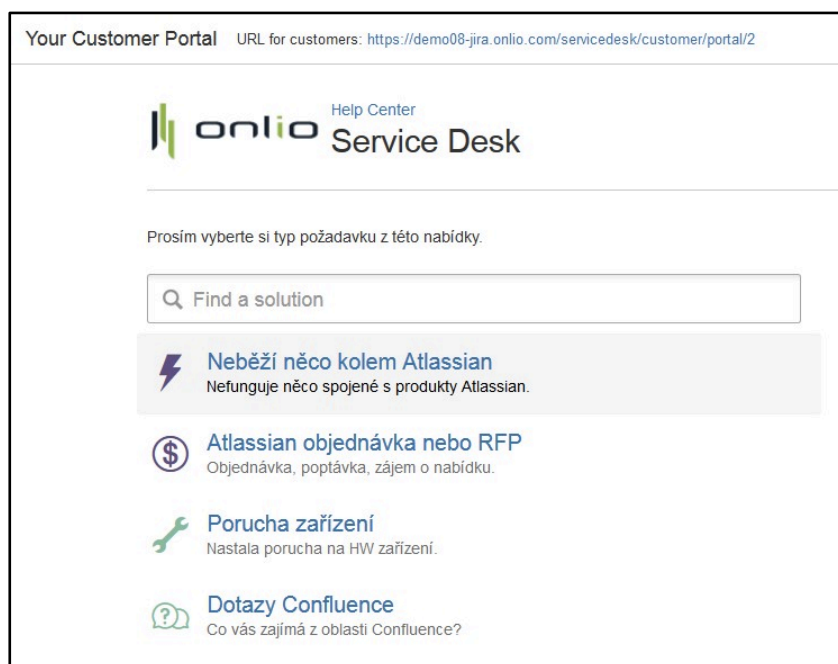 Your Customer Portal URL for customers: https://demo08-jira.onlio.com/servicedesk/customer/portal/2
Help Center
onlio Service Desk
Prosím vyberte si typ požadavku z této nabídky.
Find a solution
Neběží něco kolem Atlassian
Nefunguje něco spojené s produkty Atlassian.
Atlassian objednávka nebo RFP
Objednávka, poptávka, zájem o nabídku.
Porucha zařízení
Nastala porucha na HW zařízení.
Dotazy Confluence
Co vás zajímá z oblasti Confluence?